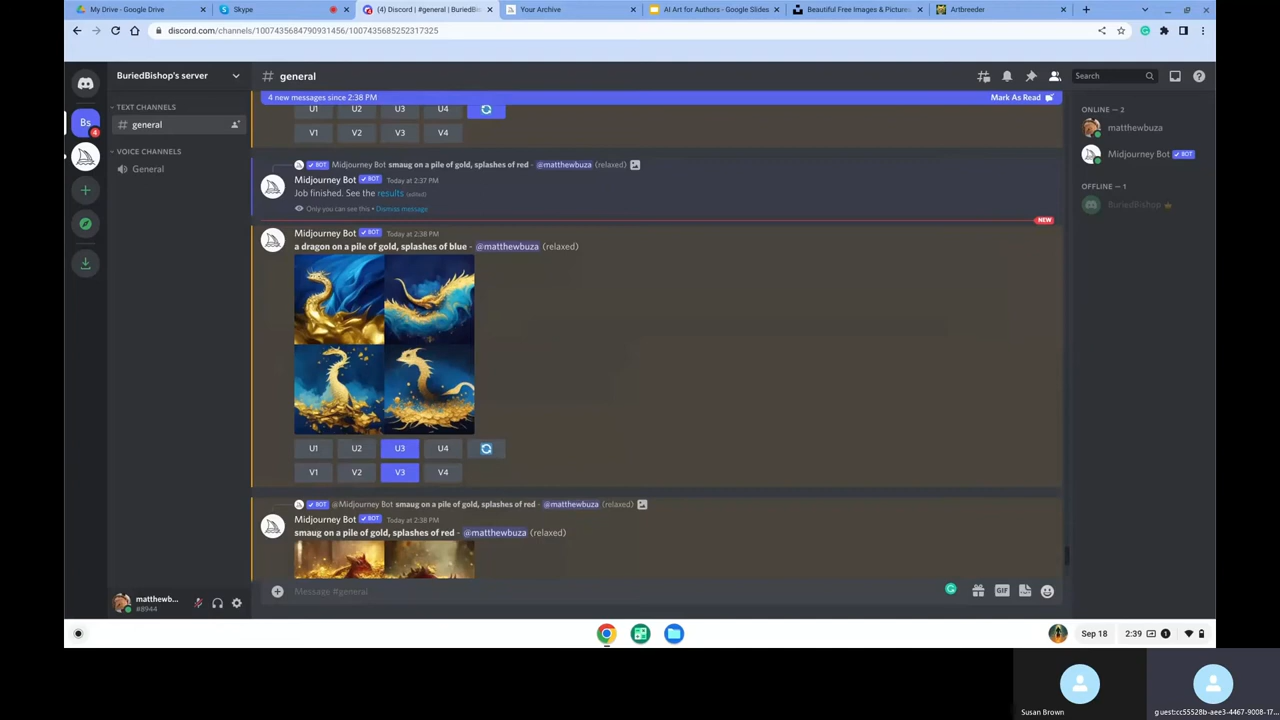 My Drive - Google Drive
Skype
(4) Discord | #general | BuriedBis
Your Archive
AI Art for Authors - Google Slides
Beautiful Free Images & Pictures
Artbreeder
discord.com/channels/1007435684790931456/1007435685252317325
BuriedBishop's server
# general
Search
4 new messages since 2:38 PM
Mark As Read
TEXT CHANNELS
# general
VOICE CHANNELS
General
Bs
4
U1 U2 U3 U4
V1 V2 V3 V4
BOT Midjourney Bot smaug on a pile of gold, splashes of red - @matthewbuza (relaxed)
Midjourney Bot BOT Today at 2:37 PM
Job finished. See the results (edited)
Only you can see this • Dismiss message
NEW
Midjourney Bot BOT Today at 2:38 PM
a dragon on a pile of gold, splashes of blue - @matthewbuza (relaxed)
U1 U2 U3 U4
V1 V2 V3 V4
BOT @Midjourney Bot smaug on a pile of gold, splashes of red - @matthewbuza (relaxed)
Midjourney Bot BOT Today at 2:38 PM
smaug on a pile of gold, splashes of red - @matthewbuza (relaxed)
Message #general
GIF
ONLINE — 2
matthewbuza
Midjourney Bot BOT
OFFLINE — 1
BuriedBishop
matthewb...
#8944
Sep 18
2:39
1
Susan Brown
guest:cc55528b-aee3-4467-9008-17...